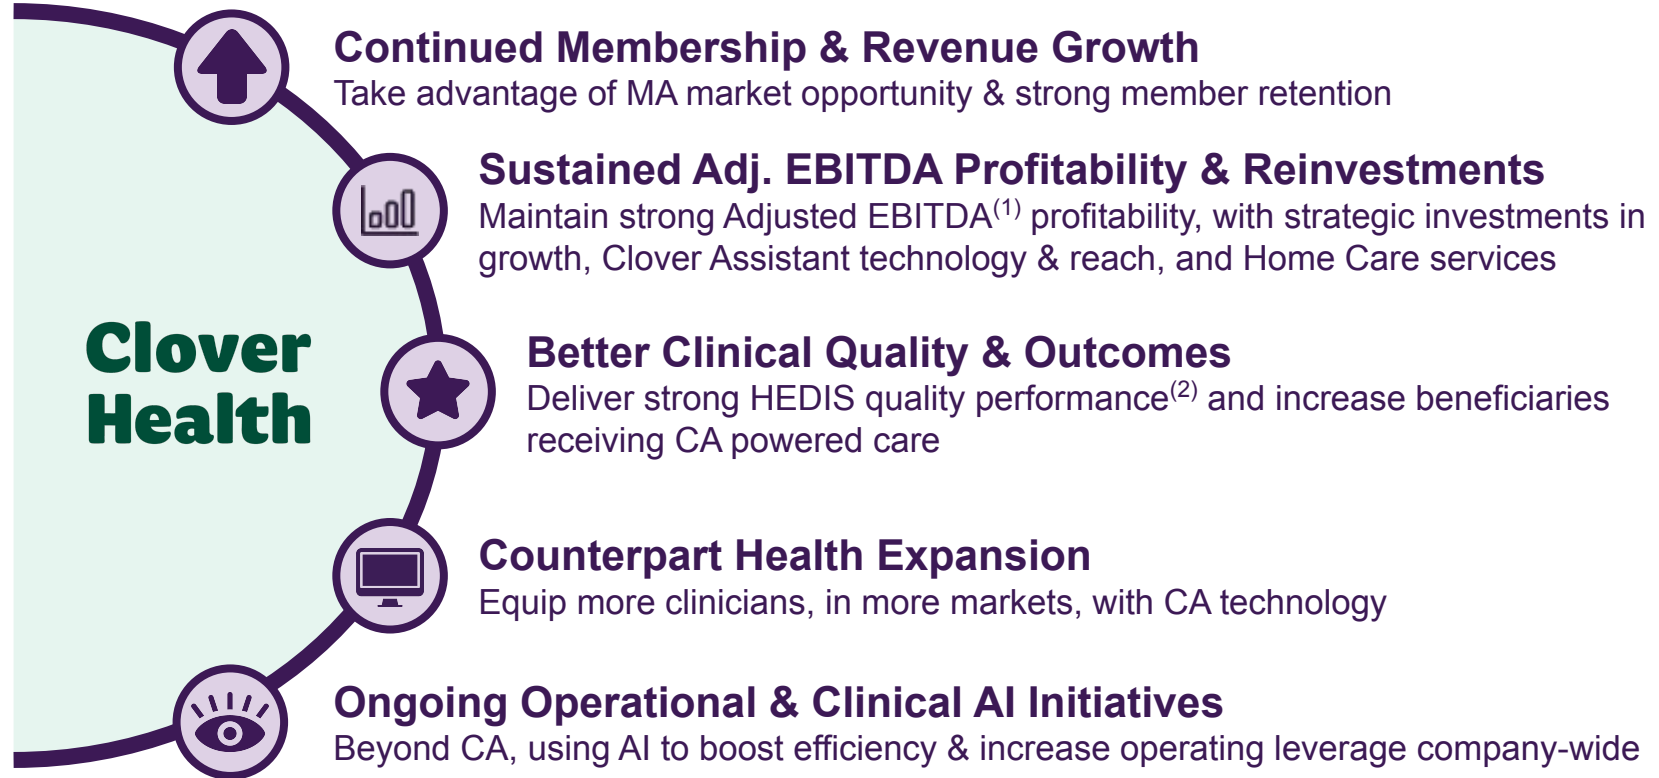 Continued Membership & Revenue Growth
Take advantage of MA market opportunity & strong member retention
Sustained Adj. EBITDA Profitability & Reinvestments
Maintain strong Adjusted EBITDA(1) profitability, with strategic investments in
growth, Clover Assistant technology & reach, and Home Care services
Clover
Health
Better Clinical Quality & Outcomes
Deliver strong HEDIS quality performance(2) and increase beneficiaries
receiving CA powered care
Counterpart Health Expansion
Equip more clinicians, in more markets, with CA technology
Ongoing Operational & Clinical AI Initiatives
Beyond CA, using AI to boost efficiency & increase operating leverage company-wide